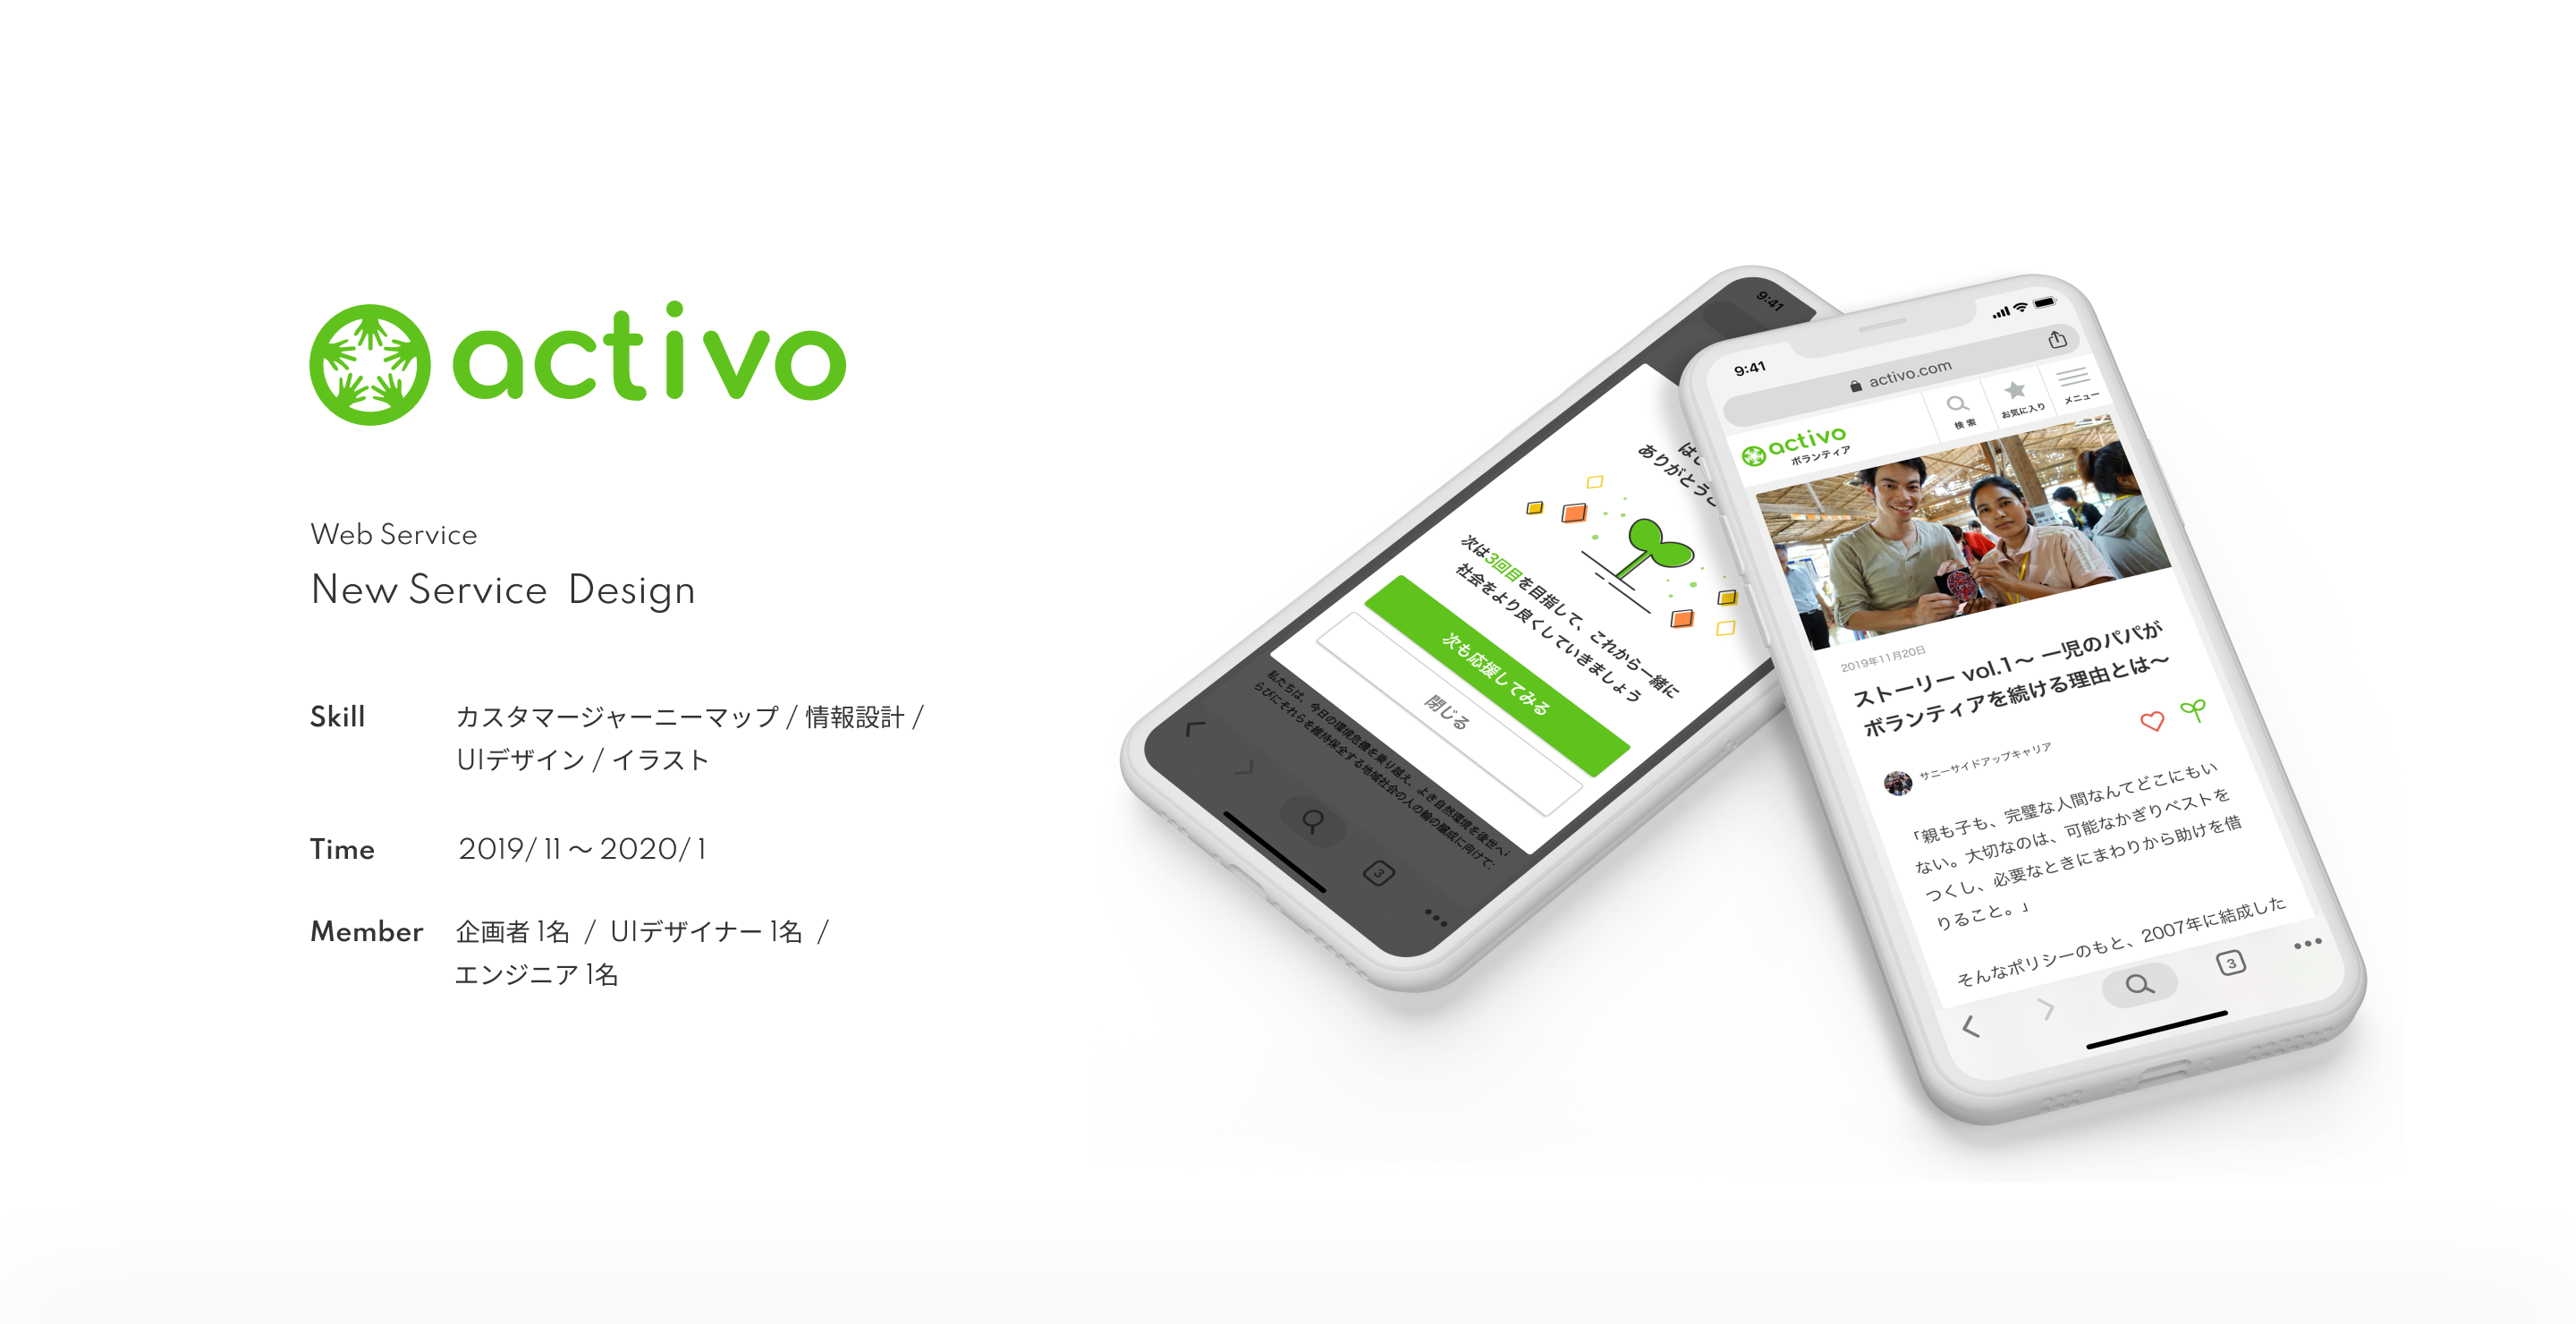 activo
Web Service
New Service Design
Skill
カスタマージャーニーマップ / 情報設計 /
UIデザイン / イラスト
Time
2019/ 11 〜 2020/ 1
Member
企画者 1名 / UIデザイナー 1名 /
エンジニア 1名
9:41
ありがとうご
次は3回目を目指して、これから一緒に
社会をより良くしていきましょう
次も応援してみる
閉じる
私たちは、今日の環境危機を乗り越え、よき自然環境を後世へ
らびにそれらを維持保全する地域社会の人の輪の醸成に向けて
3
9:41
activo.com
activo
ボランティア
検索
お気に入り
メニュー
2019年11月20日
ストーリー vol.1〜 一児のパパが
ボランティアを続ける理由とは〜
サニーサイドアップキャリア
「親も子も、完璧な人間なんてどこにもい
ない。大切なのは、可能なかぎりベストを
つくし、必要なときにまわりから助けを借
りること。」
そんなポリシーのもと、2007年に結成した
3